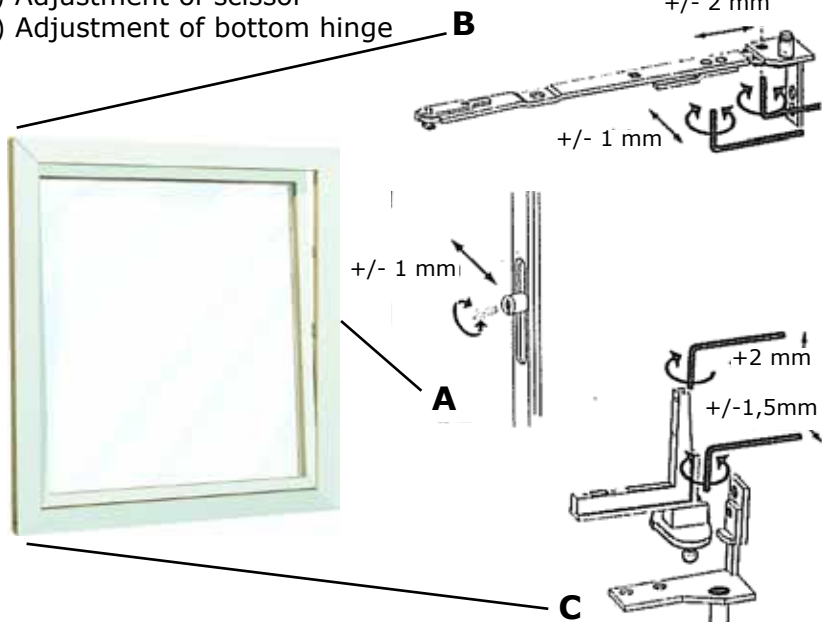 ) Adjustment of scissor
) Adjustment of bottom hinge
B
+/- 2 mm
+/- 1 mm
+/- 1 mm
A
+2 mm
+/-1,5mm
C